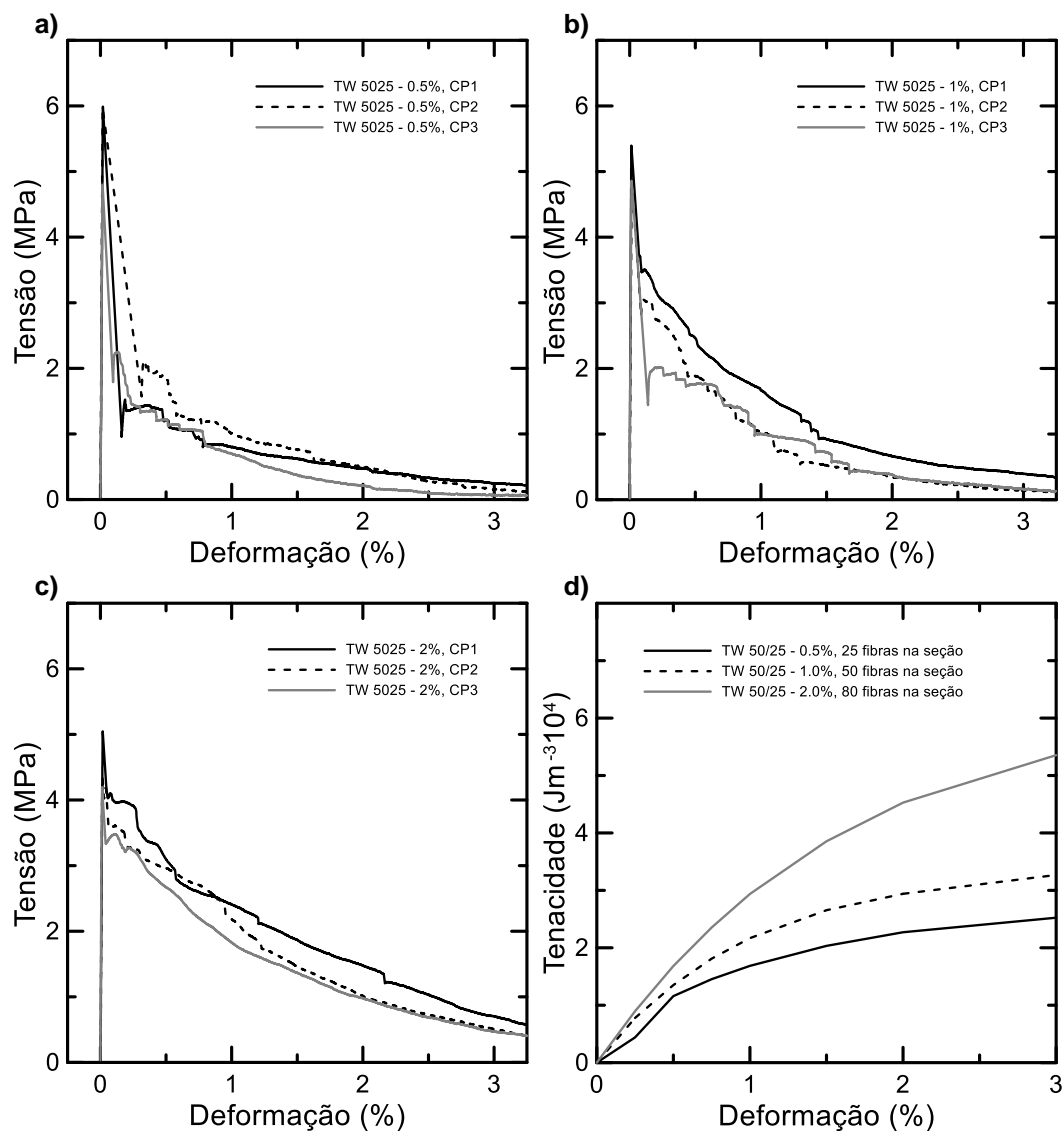 a)
TW 5025 - 0.5%, CP1
TW 5025 - 0.5%, CP2
TW 5025 - 0.5%, CP3
Tensão (MPa)
6
4
2
0
0 1 2 3
Deformação (%)
b)
TW 5025 - 1%, CP1
TW 5025 - 1%, CP2
TW 5025 - 1%, CP3
Tensão (MPa)
6
4
2
0
0 1 2 3
Deformação (%)
c)
TW 5025 - 2%, CP1
TW 5025 - 2%, CP2
TW 5025 - 2%, CP3
Tensão (MPa)
6
4
2
0
0 1 2 3
Deformação (%)
d)
TW 50/25 - 0.5%, 25 fibras na seção
TW 50/25 - 1.0%, 50 fibras na seção
TW 50/25 - 2.0%, 80 fibras na seção
Tenacidade (Jm⁻³10⁴)
6
4
2
0
0 1 2 3
Deformação (%)